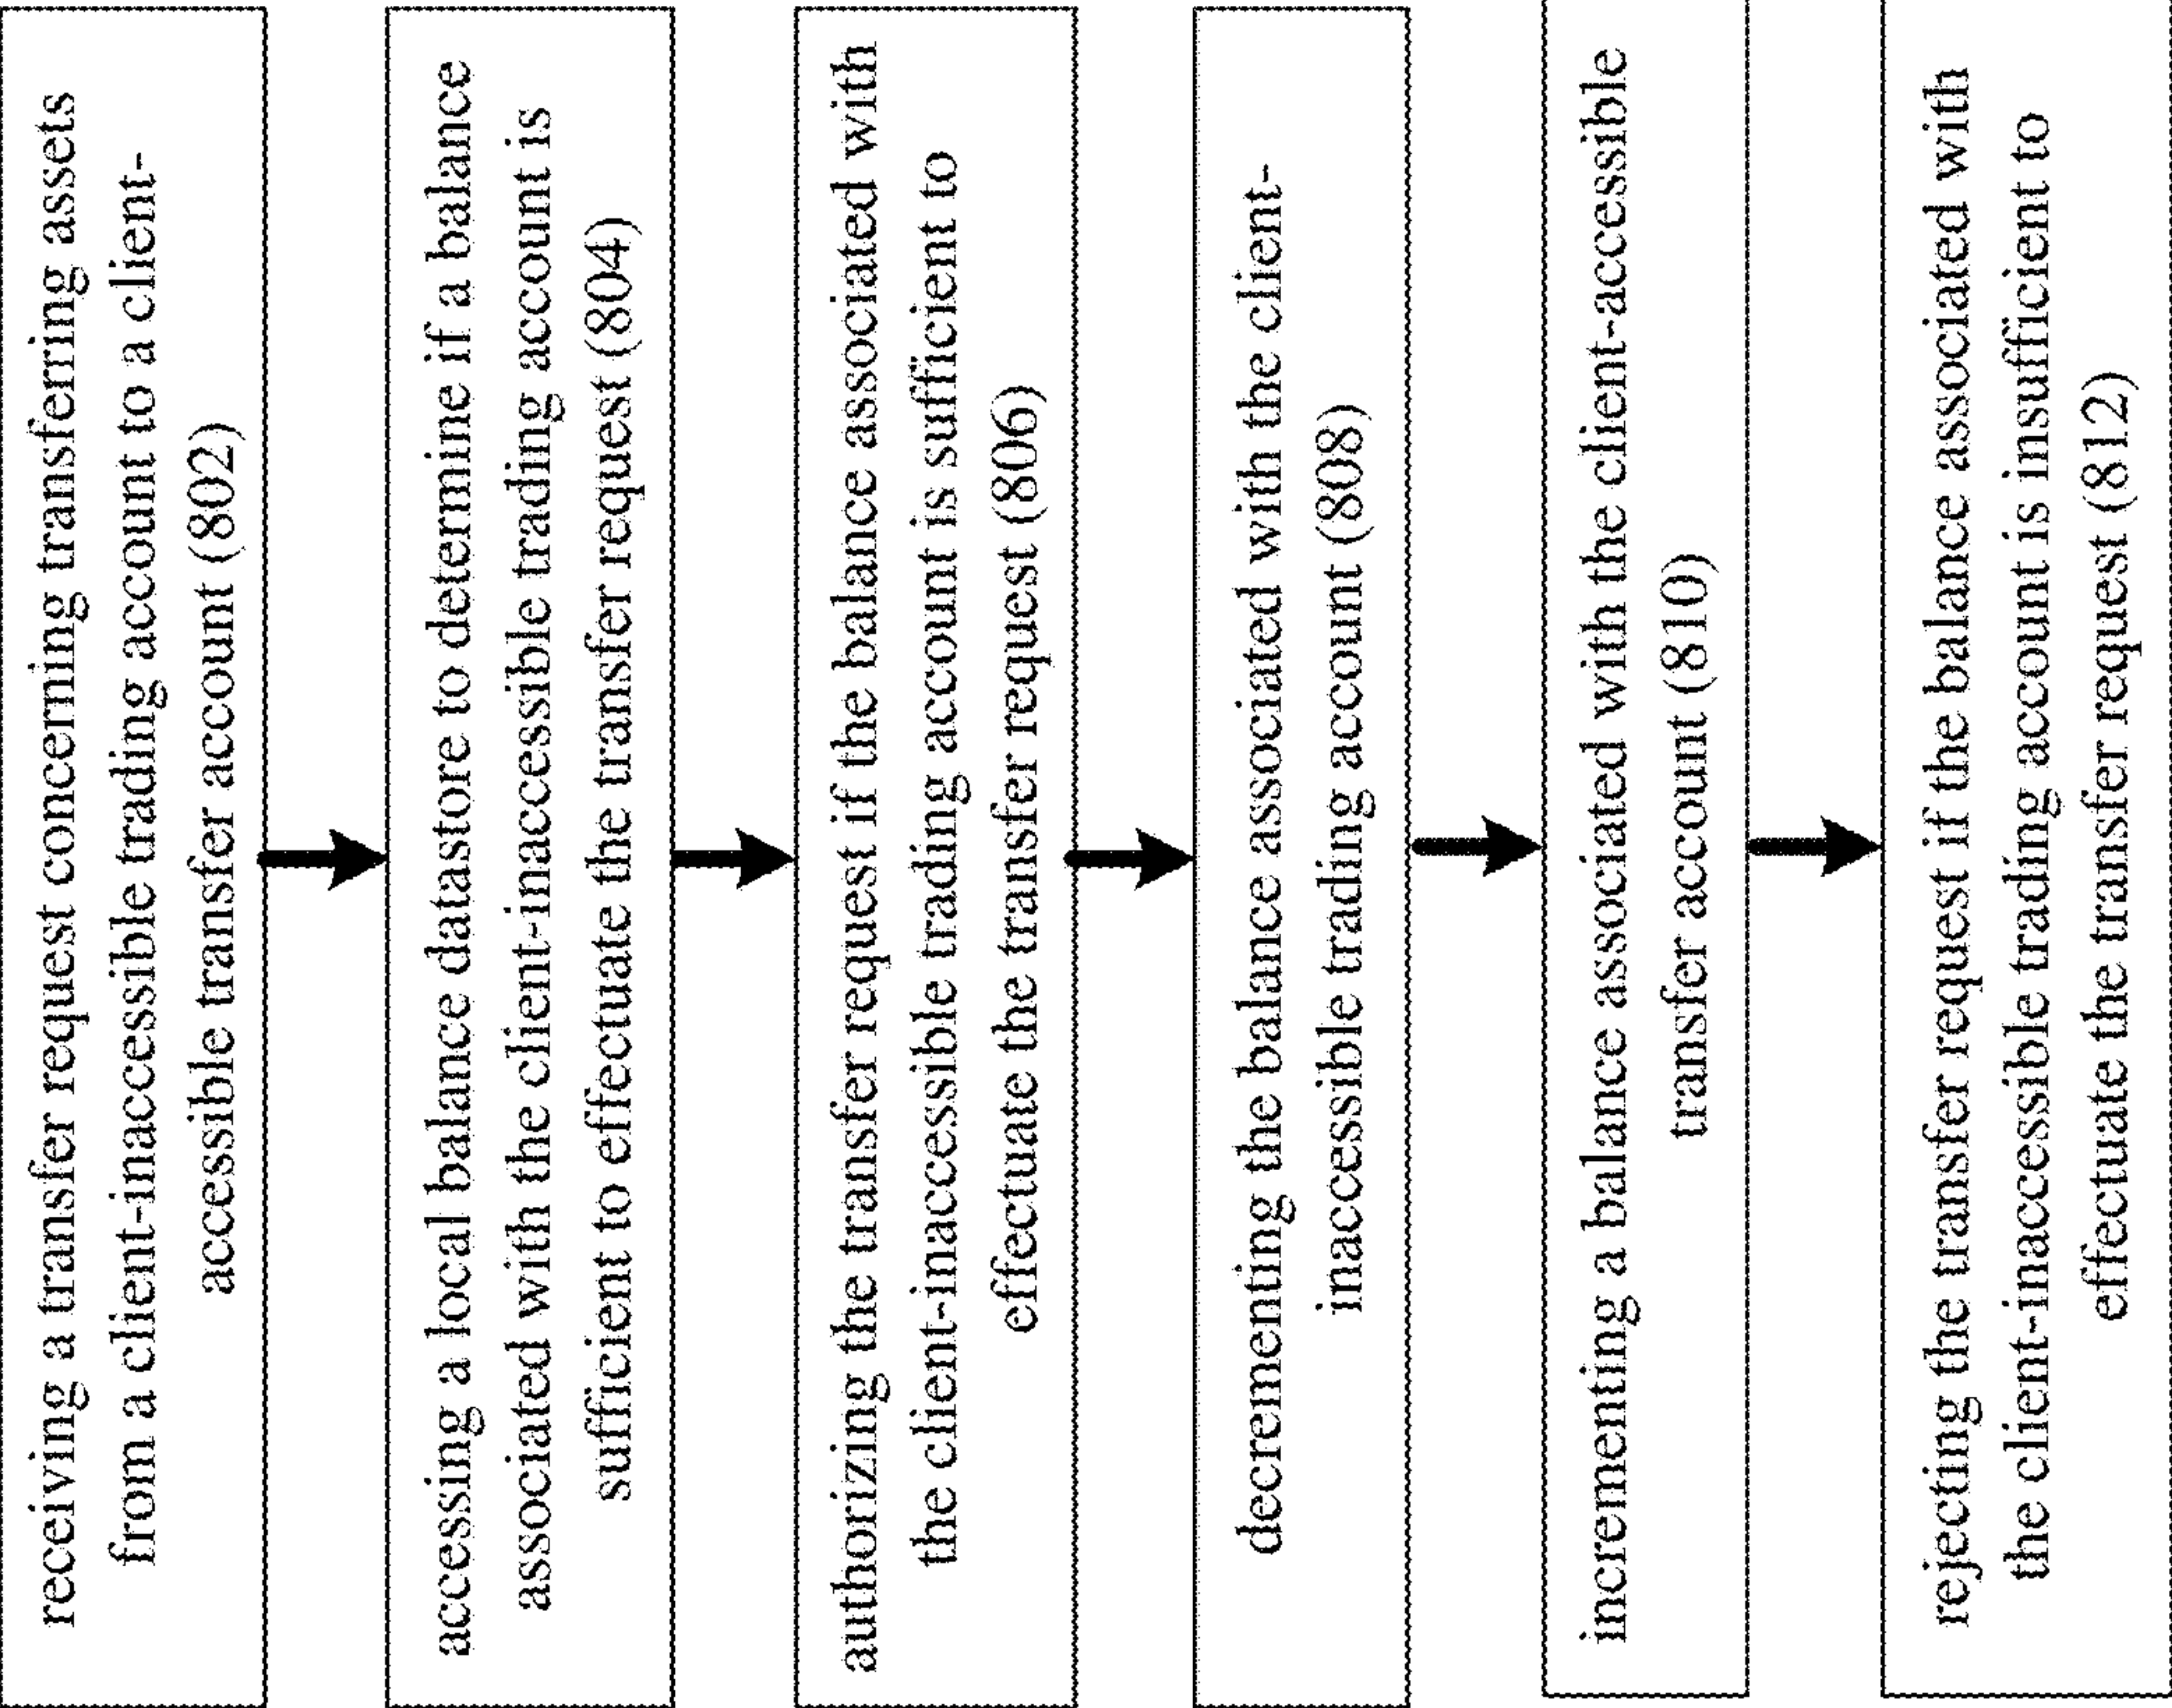 receiving a transfer request concerning transferring assets
from a client-inaccessible trading account to a client-
accessible transfer account (802)
accessing a local balance datastore to determine if a balance
associated with the client-inaccessible trading account is
sufficient to effectuate the transfer request (804)
authorizing the transfer request if the balance associated with
the client-inaccessible trading account is sufficient to
effectuate the transfer request (806)
decrementing the balance associated with the client-
inaccessible trading account (808)
incrementing a balance associated with the client-accessible
transfer account (810)
rejecting the transfer request if the balance associated with
the client-inaccessible trading account is insufficient to
effectuate the transfer request (812)